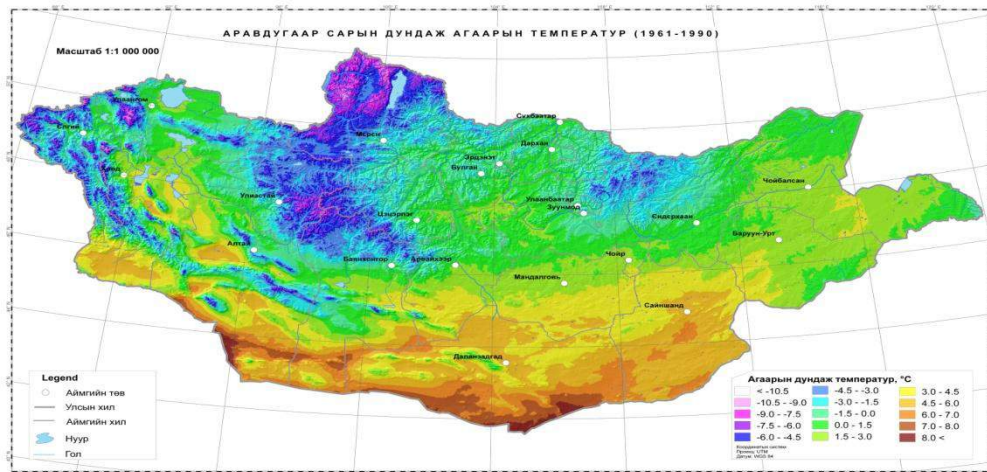 АРАВДУГААР САРЫН ДУНДАЖ АГААРЫН ТЕМПЕРАТУР (1961-1990)
Масштаб 1:1 000 000
Улаангом
Өлгий
Ховд
Мөрөн
Сүхбаатар
Дархан
Эрдэнэт
Булган
Улиастай
Цэцэрлэг
Улаанбаатар
Зуунмод
Чойбалсан
Өндөрхаан
Баруун-Урт
Алтай
Баянхонгор
Арвайхээр
Чойр
Мандалговь
Сайншанд
Даланзадгад
Legend
Аймгийн төв
Улсын хил
Аймгийн хил
Нуур
Гол
Агаарын дундаж температур, °C
< -10.5
-10.5 - -9.0
-9.0 - -7.5
-7.5 - -6.0
-6.0 - -4.5
-4.5 - -3.0
-3.0 - -1.5
-1.5 - 0.0
0.0 - 1.5
1.5 - 3.0
3.0 - 4.5
4.5 - 6.0
6.0 - 7.0
7.0 - 8.0
8.0 <